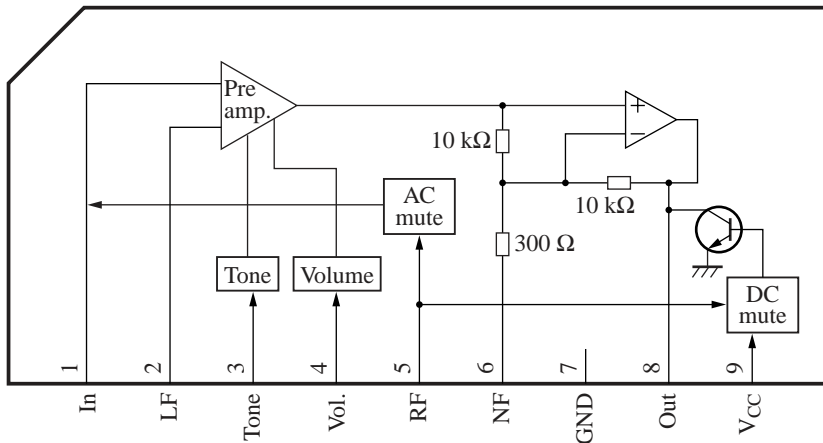 Pre
amp.
+
−
10 kΩ
10 kΩ
AC
mute
300 Ω
Tone
Volume
DC
mute
1
2
3
4
5
6
7
8
9
In
LF
Tone
Vol.
RF
NF
GND
Out
VCC